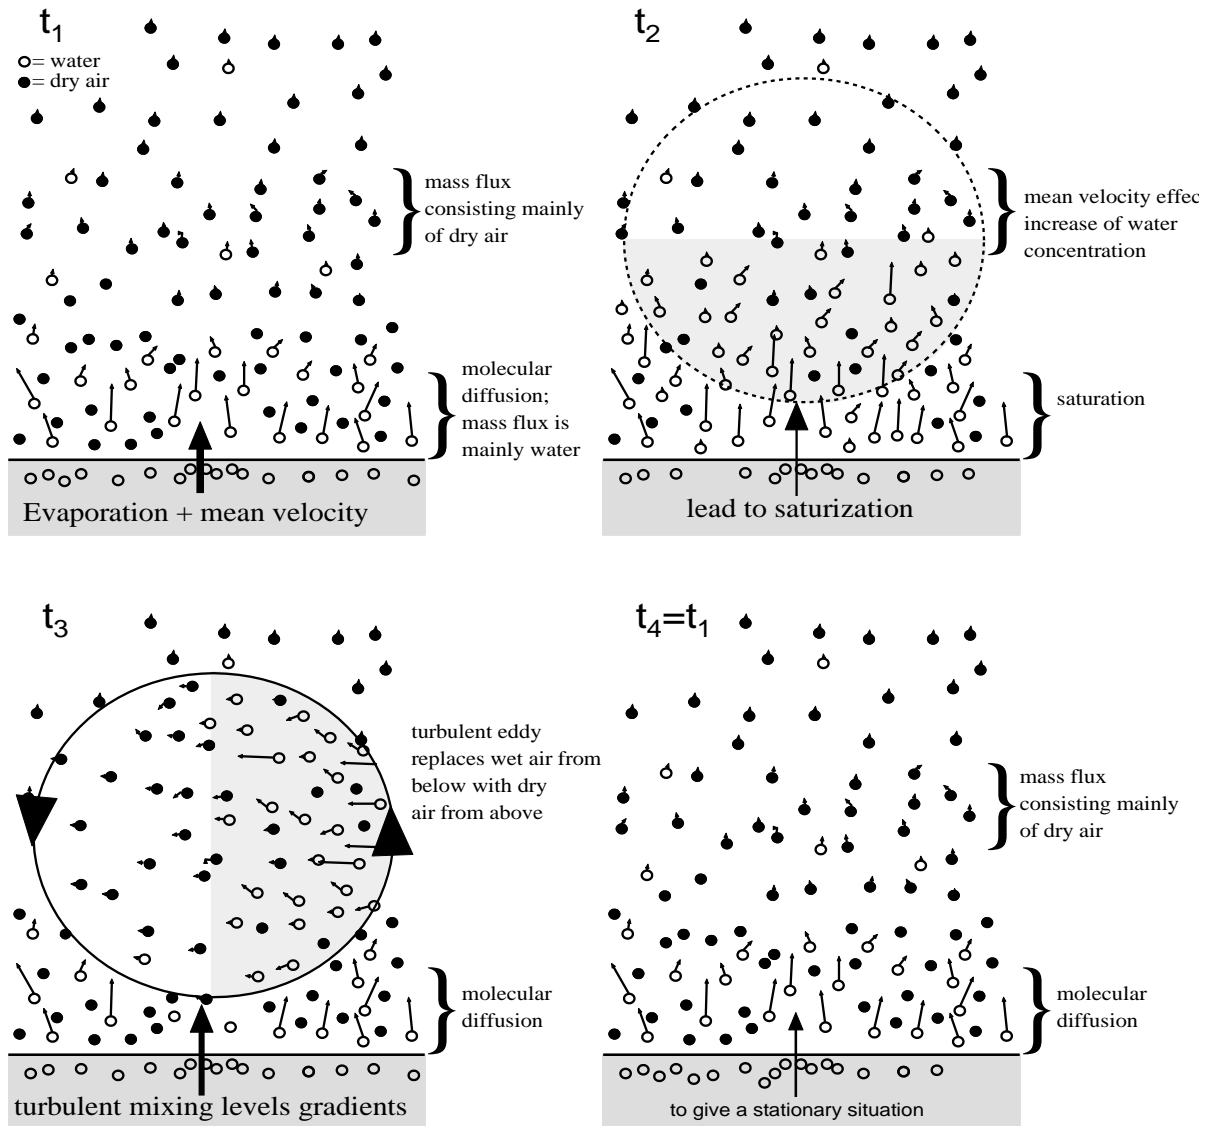 t1
= water
= dry air
mass flux
consisting mainly
of dry air
molecular
diffusion;
mass flux is
mainly water
Evaporation + mean velocity
t2
mean velocity effec
increase of water
concentration
saturation
lead to saturization
t3
turbulent eddy
replaces wet air from
below with dry
air from above
molecular
diffusion
turbulent mixing levels gradients
t4=t1
mass flux
consisting mainly
of dry air
molecular
diffusion
to give a stationary situation